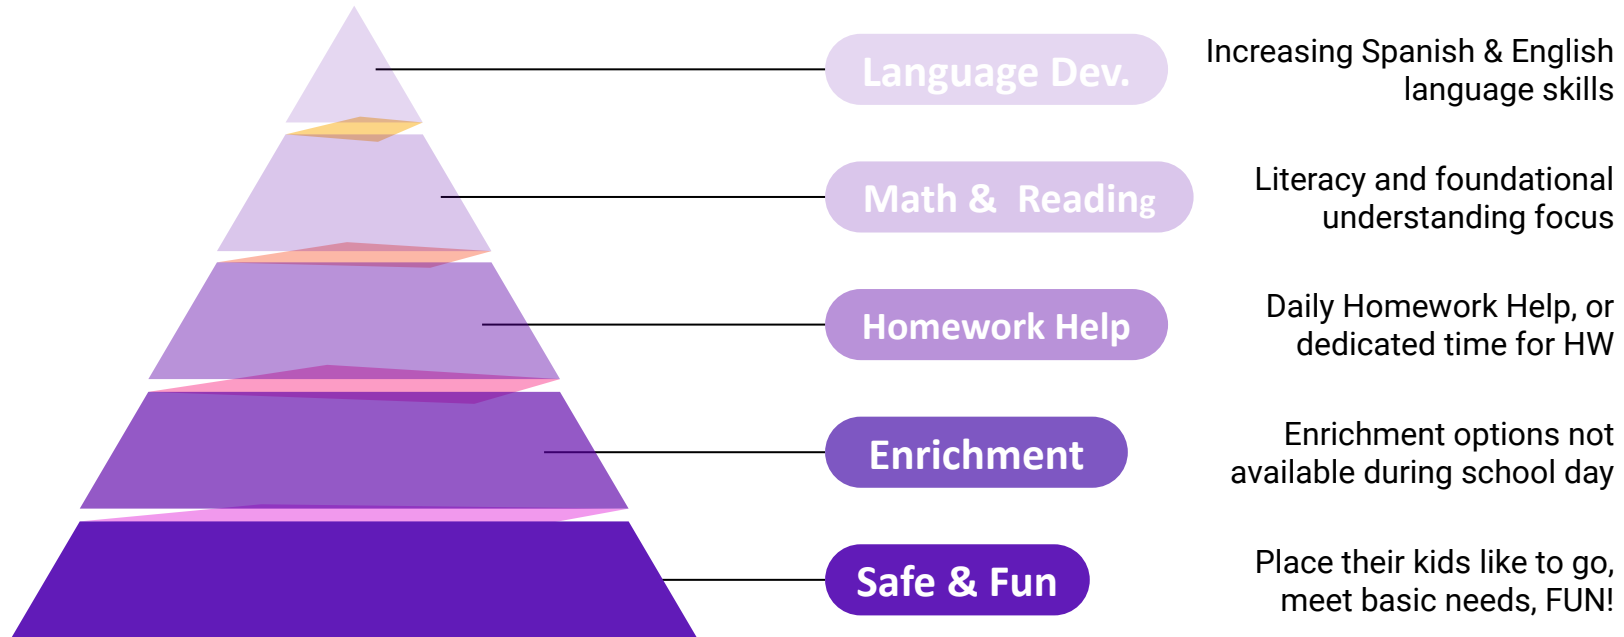 Language Dev.
Increasing Spanish & English
language skills
Math & Reading
Literacy and foundational
understanding focus
Homework Help
Daily Homework Help, or
dedicated time for HW
Enrichment
Enrichment options not
available during school day
Safe & Fun
Place their kids like to go,
meet basic needs, FUN!